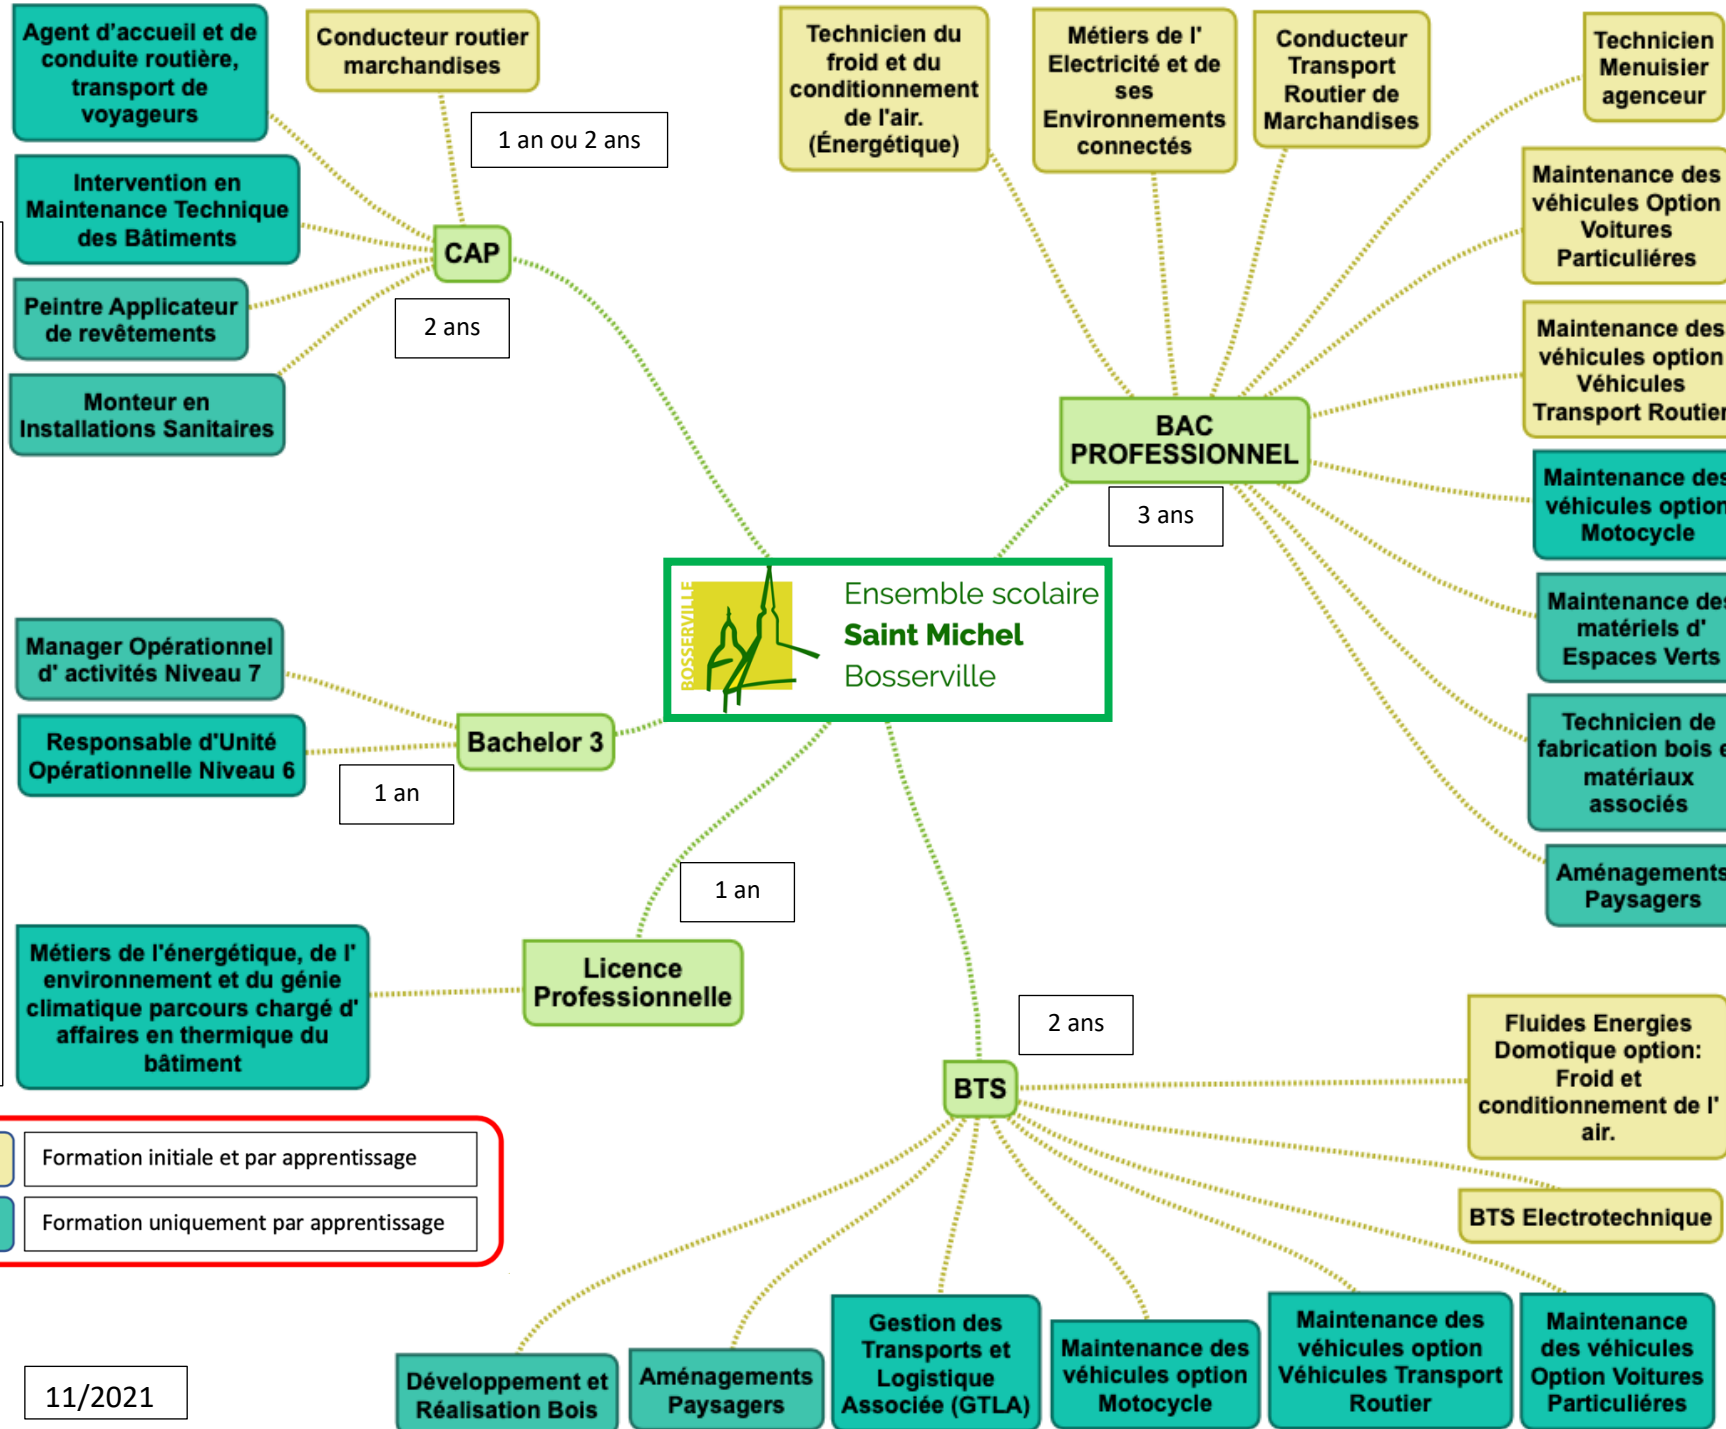 Agent d'accueil et de
conduite routière,
transport de
voyageurs
Conducteur routier
marchandises
1 an ou 2 ans
Intervention en
Maintenance Technique
des Bâtiments
CAP
Peintre Applicateur
de revêtements
2 ans
Monteur en
Installations Sanitaires
Technicien du
froid et du
conditionnement
de l'air.
(Énergétique)
Métiers de l'
Electricité et de
ses
Environnements
connectés
Conducteur
Transport
Routier de
Marchandises
Technicien
Menuisier
agenceur
Maintenance des
véhicules Option
Voitures
Particuliéres
Maintenance des
véhicules option
Véhicules
Transport Routier
BAC
PROFESSIONNEL
3 ans
Maintenance des
véhicules option
Motocycle
Maintenance des
matériels d'
Espaces Verts
Technicien de
fabrication bois e
matériaux
associés
Aménagements
Paysagers
BOSSERVILLE
Ensemble scolaire
Saint Michel
Bosserville
Manager Opérationnel
d' activités Niveau 7
Responsable d'Unité
Opérationnelle Niveau 6
Bachelor 3
1 an
1 an
Métiers de l'énergétique, de l'
environnement et du génie
climatique parcours chargé d'
affaires en thermique du
bâtiment
Licence
Professionnelle
2 ans
BTS
Fluides Energies
Domotique option:
Froid et
conditionnement de l'
air.
BTS Electrotechnique
Formation initiale et par apprentissage
Formation uniquement par apprentissage
11/2021
Développement et
Réalisation Bois
Aménagements
Paysagers
Gestion des
Transports et
Logistique
Associée (GTLA)
Maintenance des
véhicules option
Motocycle
Maintenance des
véhicules option
Véhicules Transport
Routier
Maintenance
des véhicules
Option Voitures
Particuliéres